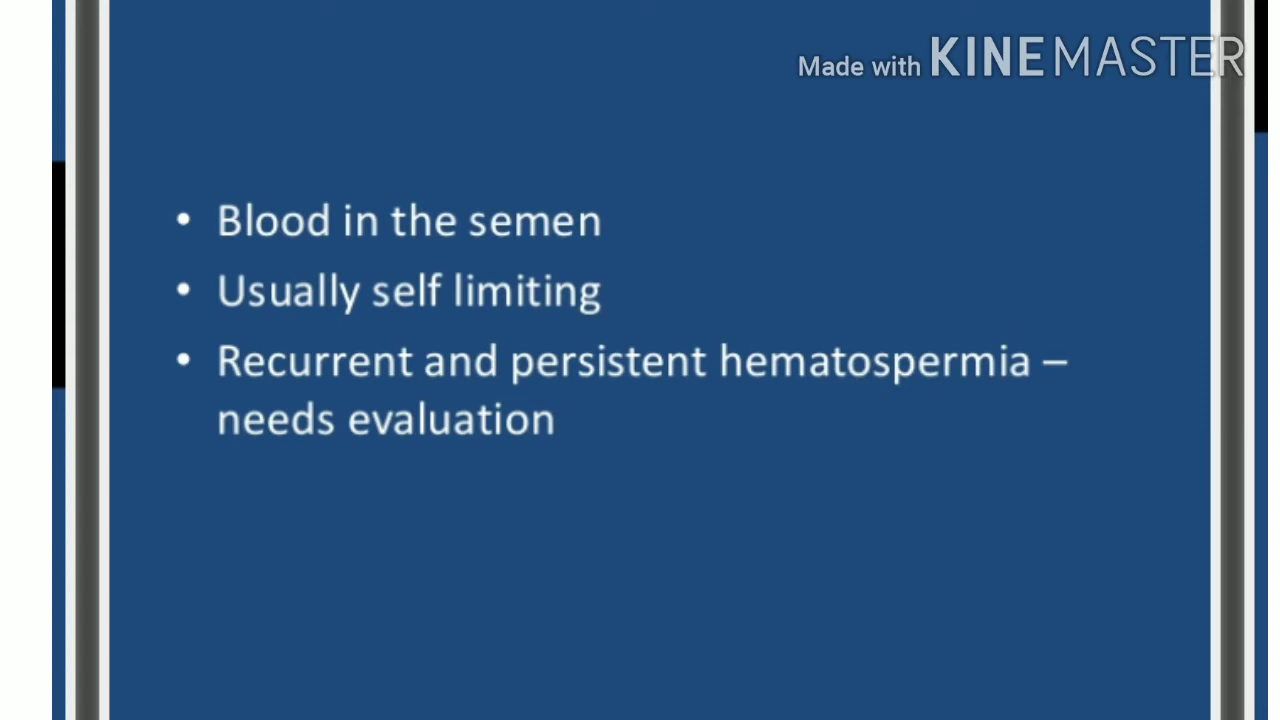 Made with KINEMASTER
• Blood in the semen
• Usually self limiting
• Recurrent and persistent hematospermia –
needs evaluation